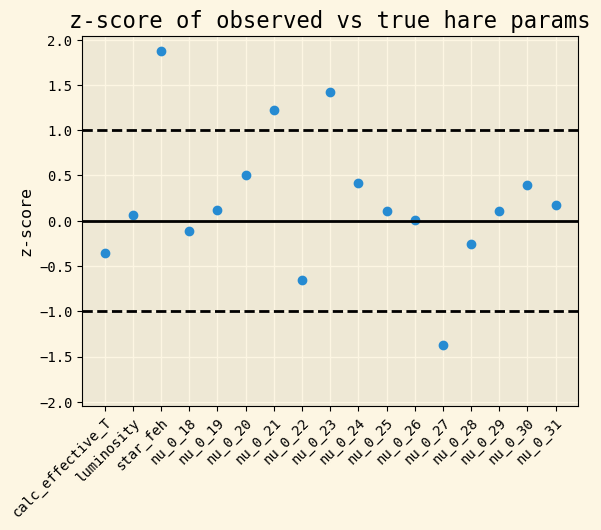 z-score of observed vs true hare params
z-score
2.0
1.5
1.0
0.5
0.0
−0.5
−1.0
−1.5
−2.0
calc_effective_T
luminosity
star_feh
nu_0_18
nu_0_19
nu_0_20
nu_0_21
nu_0_22
nu_0_23
nu_0_24
nu_0_25
nu_0_26
nu_0_27
nu_0_28
nu_0_29
nu_0_30
nu_0_31